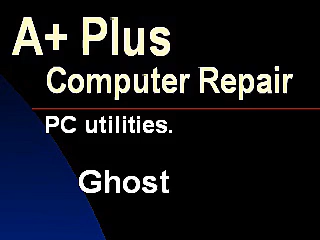 A+ Plus
Computer Repair
PC utilities.
Ghost